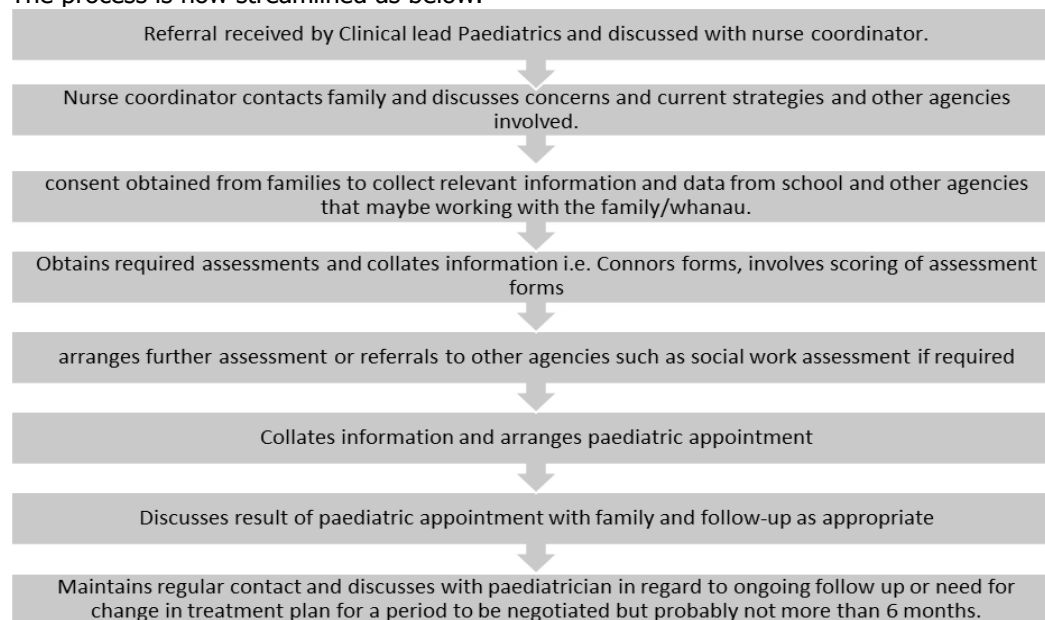 The process is now streamlined as below.
Referral received by Clinical lead Paediatrics and discussed with nurse coordinator.
Nurse coordinator contacts family and discusses concerns and current strategies and other agencies
involved.
consent obtained from families to collect relevant information and data from school and other agencies
that maybe working with the family/whanau.
Obtains required assessments and collates information i.e. Connors forms, involves scoring of assessment
forms
arranges further assessment or referrals to other agencies such as social work assessment if required
Collates information and arranges paediatric appointment
Discusses result of paediatric appointment with family and follow-up as appropriate
Maintains regular contact and discusses with paediatrician in regard to ongoing follow up or need for
change in treatment plan for a period to be negotiated but probably not more than 6 months.